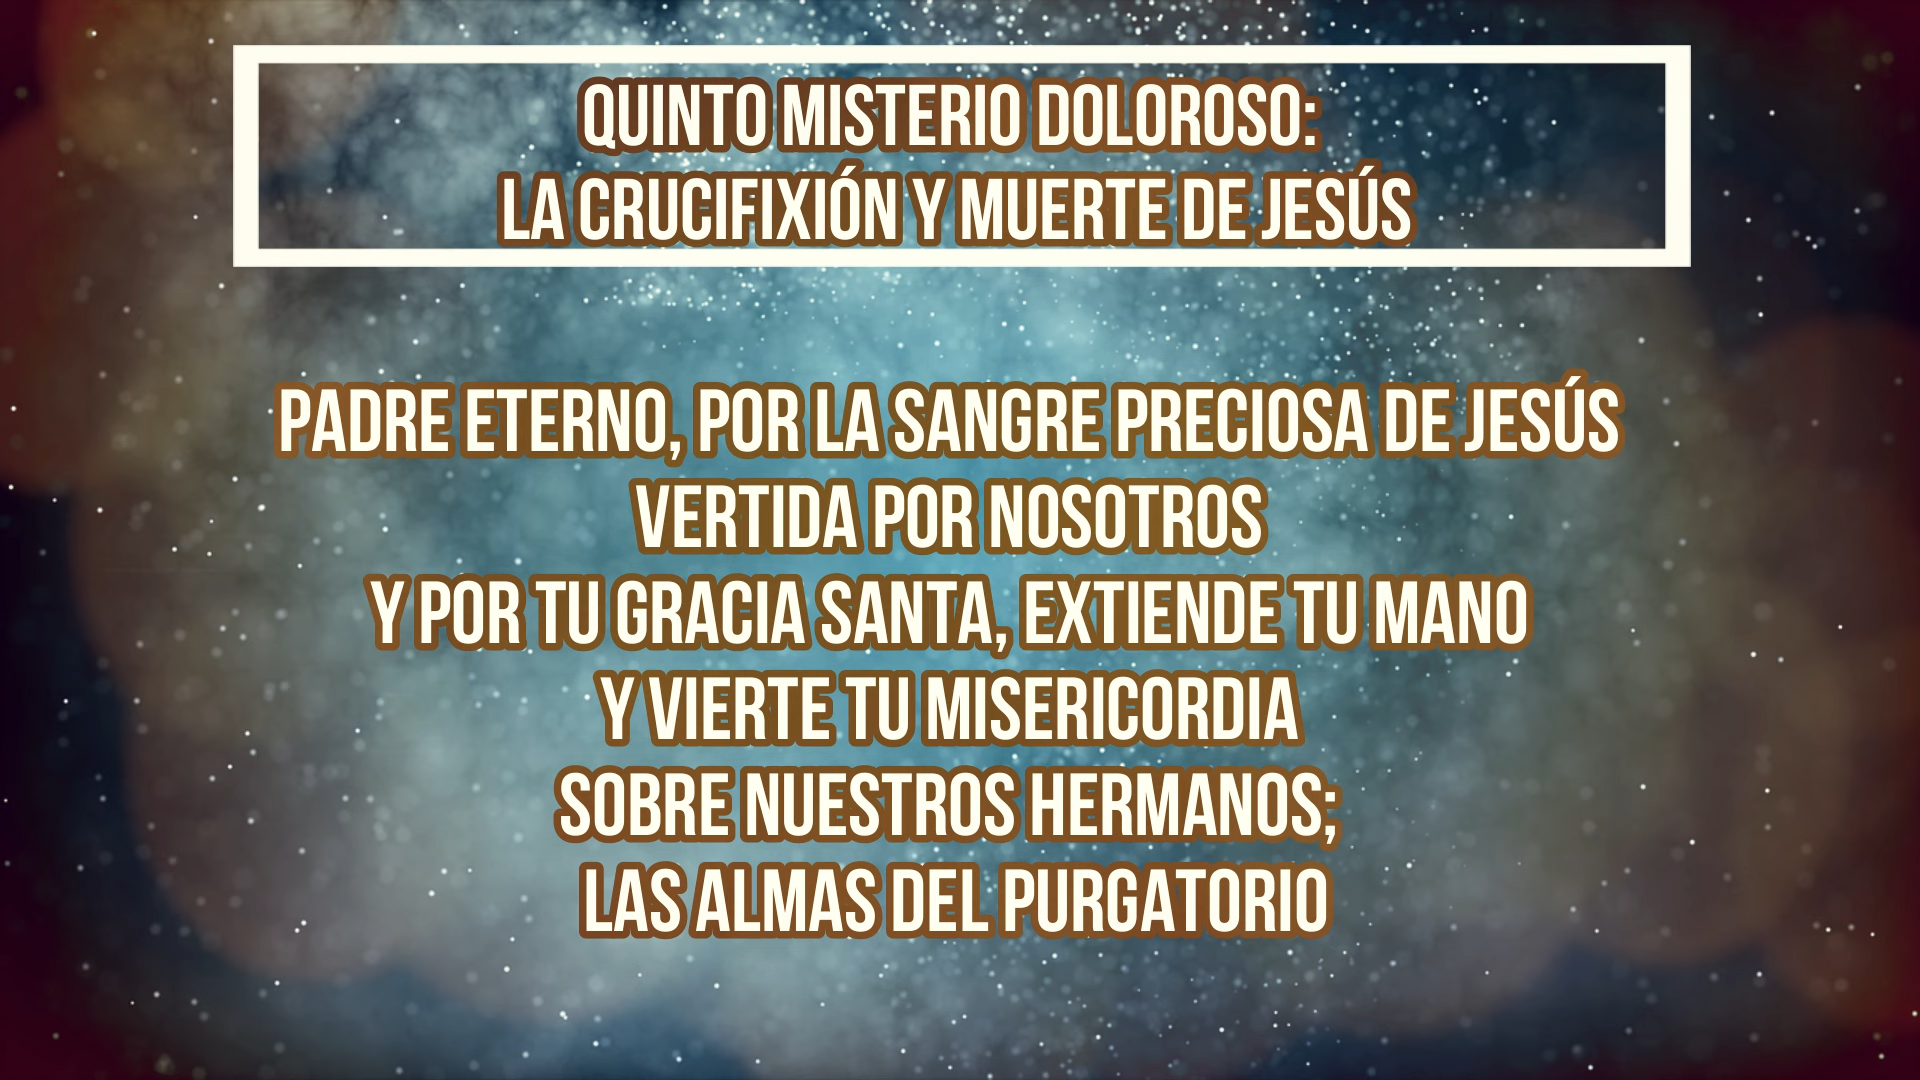 QUINTO MISTERIO DOLOROSO:
LA CRUCIFIXIÓN Y MUERTE DE JESÚS
PADRE ETERNO, POR LA SANGRE PRECIOSA DE JESÚS
VERTIDA POR NOSOTROS
Y POR TU GRACIA SANTA, EXTIENDE TU MANO
Y VIERTE TU MISERICORDIA
SOBRE NUESTROS HERMANOS;
LAS ALMAS DEL PURGATORIO